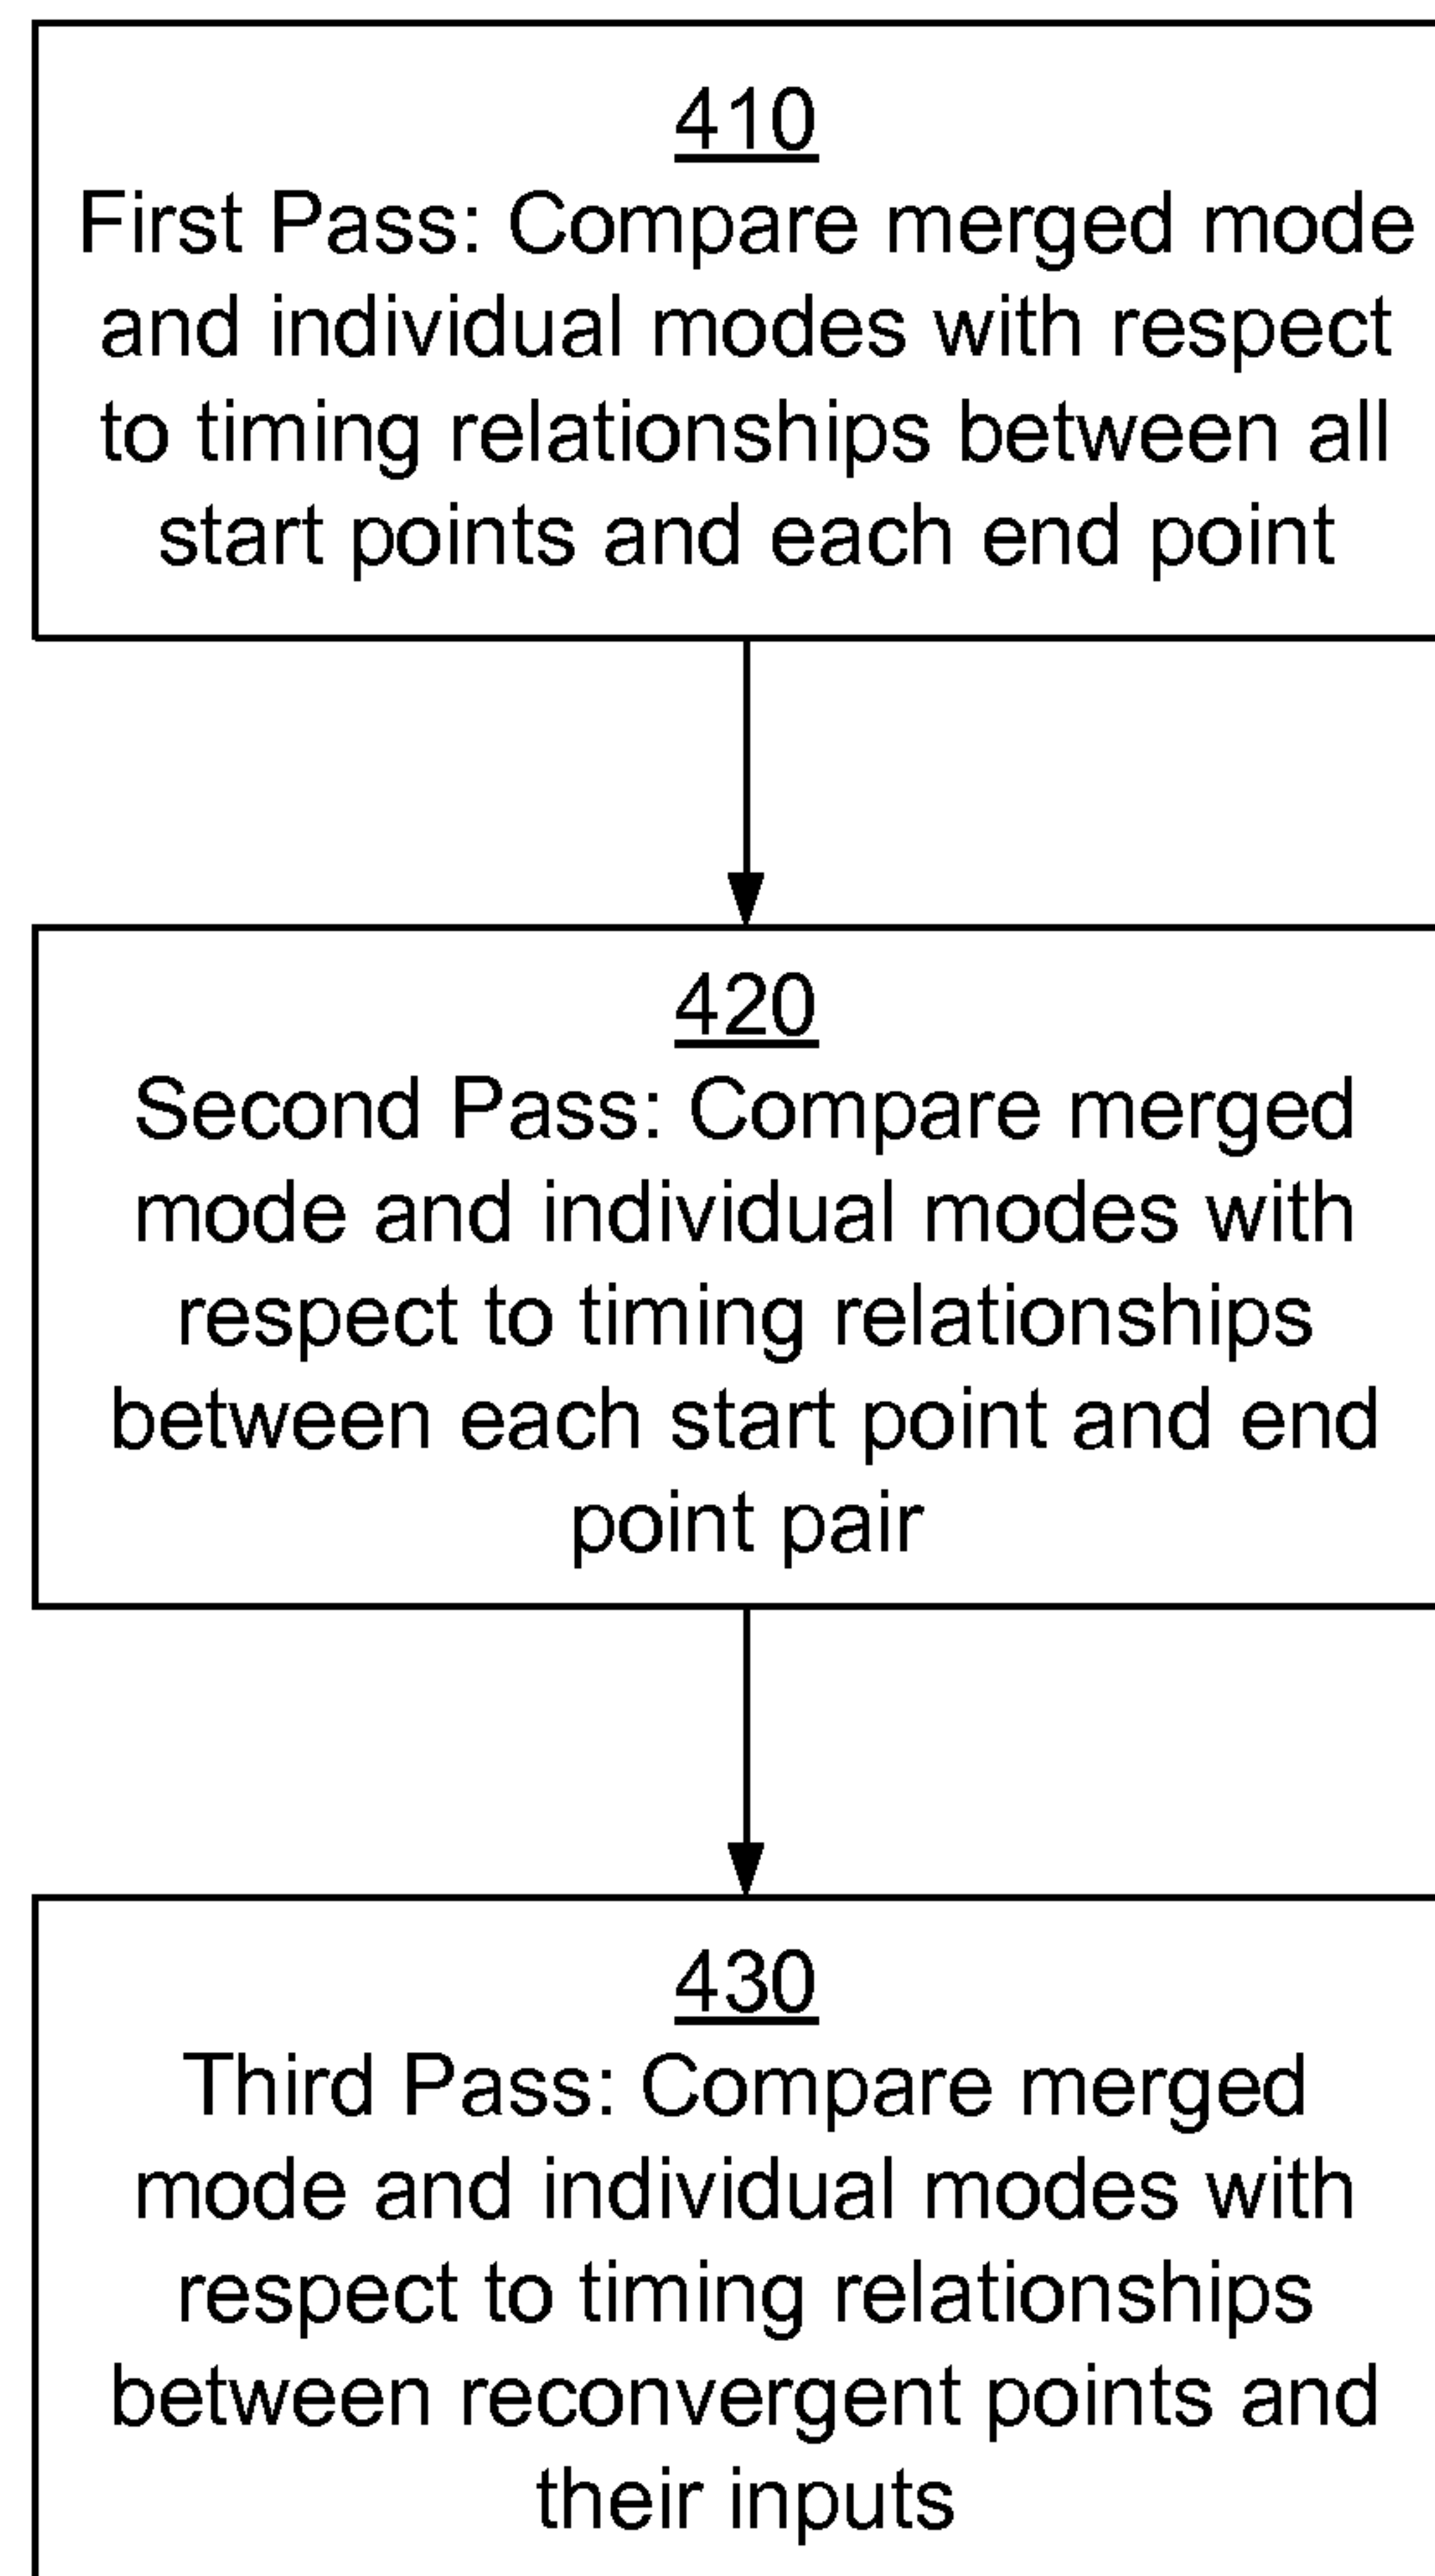 410
First Pass: Compare merged mode
and individual modes with respect
to timing relationships between all
start points and each end point
420
Second Pass: Compare merged
mode and individual modes with
respect to timing relationships
between each start point and end
point pair
430
Third Pass: Compare merged
mode and individual modes with
respect to timing relationships
between reconvergent points and
their inputs